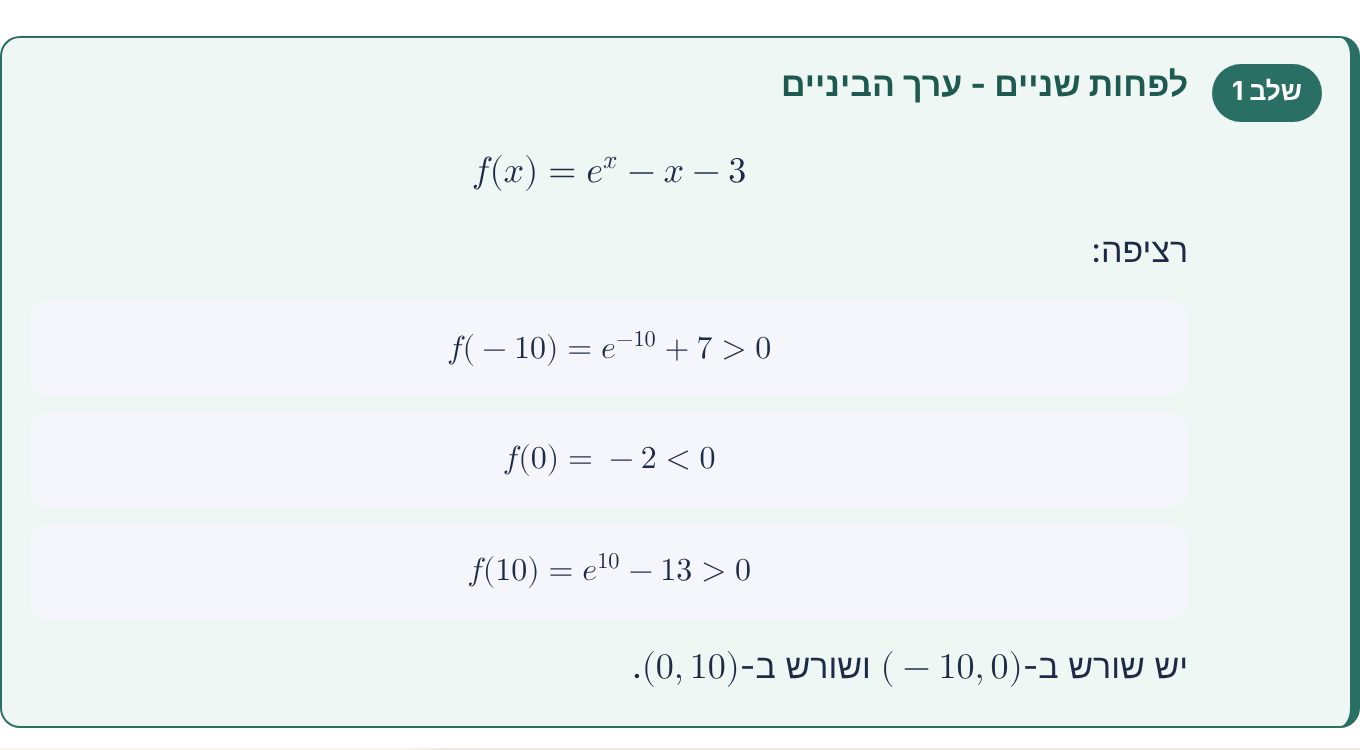 שלב 1 לפחות שניים - ערך הביניים
f(x) = e^x − x − 3
רציפה:
f( − 10) = e^{−10} + 7 > 0
f(0) = − 2 < 0
f(10) = e^{10} − 13 > 0
יש שורש ב-( − 10, 0) ושורש ב-(0, 10).